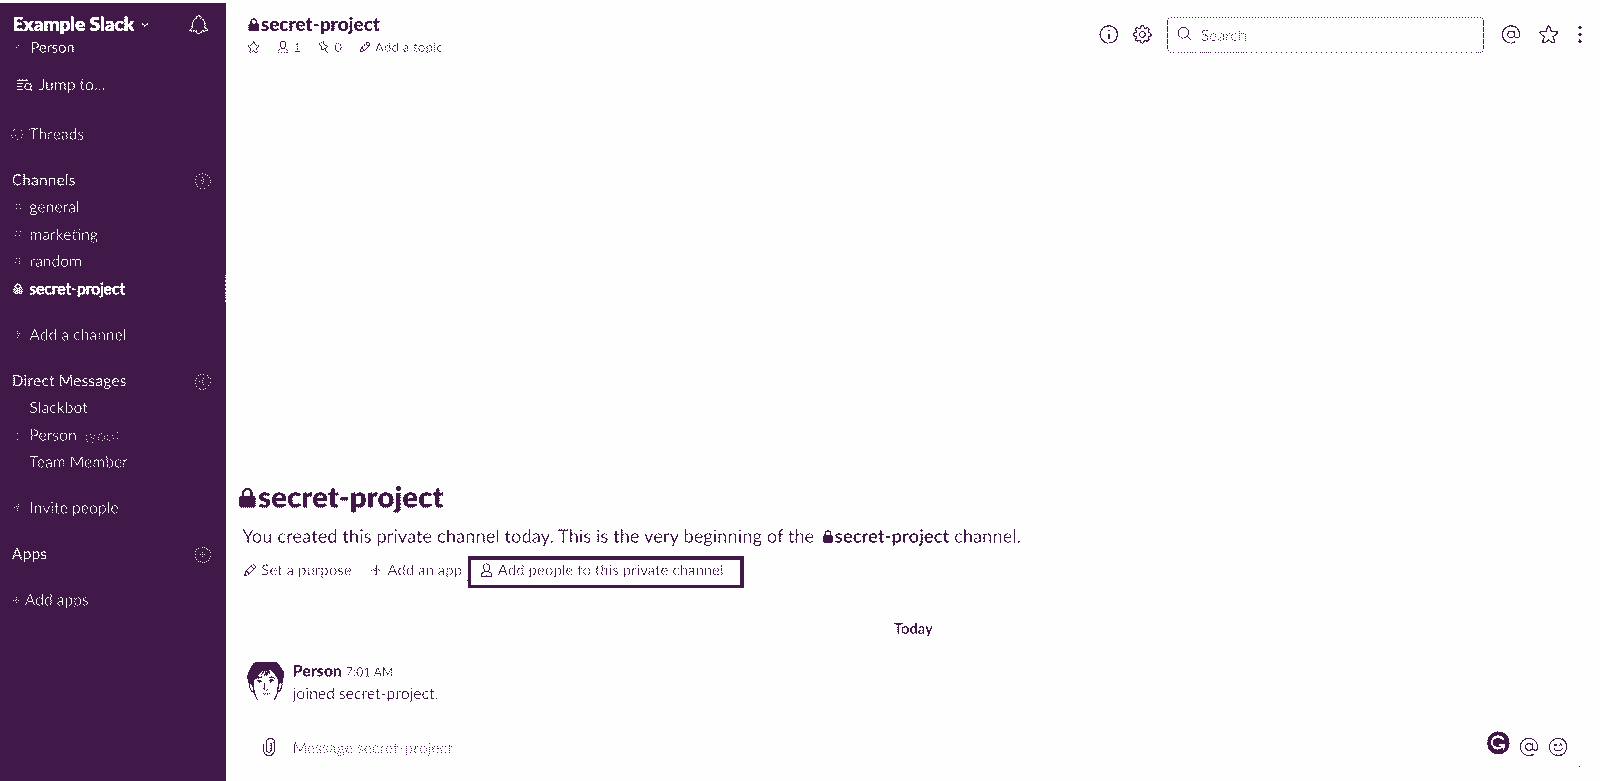 Example Slack
Person
Jump to...
Threads
Channels
general
marketing
random
secret-project
Add a channel
Direct Messages
Slackbot
Person
Team Member
Invite people
Apps
+ Add apps
secret-project
1 0 Add a topic
Search
secret-project
You created this private channel today. This is the very beginning of the secret-project channel.
Set a purpose + Add an app Add people to this private channel
Today
Person 7:01 AM
joined secret-project.
Message secret-project